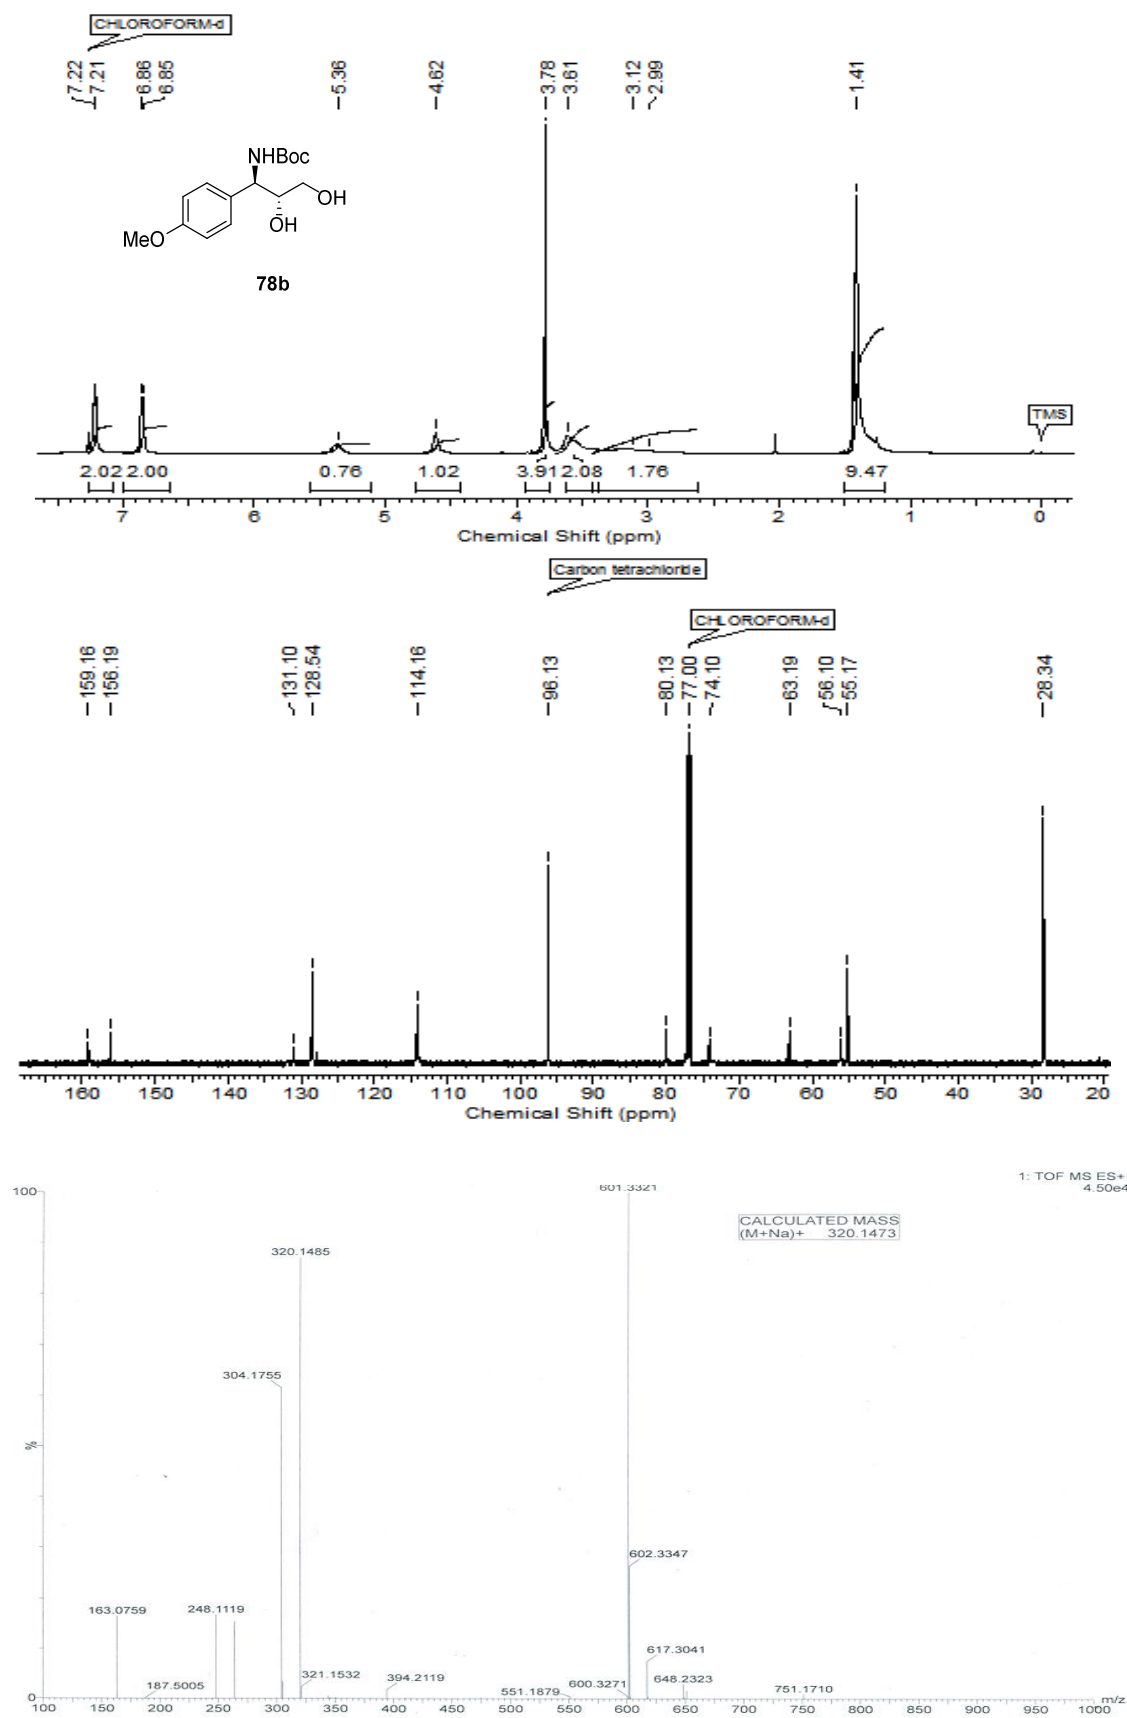 CHLOROFORM-d
7.22
7.21
6.86
6.85
5.36
4.62
3.78
3.61
3.12
2.99
1.41
NHBoc
OH
OH
MeO
78b
TMS
2.02 2.00 0.76 1.02 3.91 2.08 1.76 9.47
7 6 5 4 3 2 1 0
Chemical Shift (ppm)
Carbon tetrachloride
CHLOROFORM-d
159.16
156.19
131.10
128.54
114.16
96.13
80.13
77.00
74.10
63.19
56.10
55.17
28.34
160 150 140 130 120 110 100 90 80 70 60 50 40 30 20
Chemical Shift (ppm)
1: TOF MS ES+
4.50e4
100
601.3321
CALCULATED MASS
(M+Na)+ 320.1473
320.1485
304.1755
%
602.3347
163.0759
248.1119
617.3041
321.1532
394.2119
648.2323
187.5005
600.3271
551.1879
751.1710
0
m/z
100 150 200 250 300 350 400 450 500 550 600 650 700 750 800 850 900 950 1000